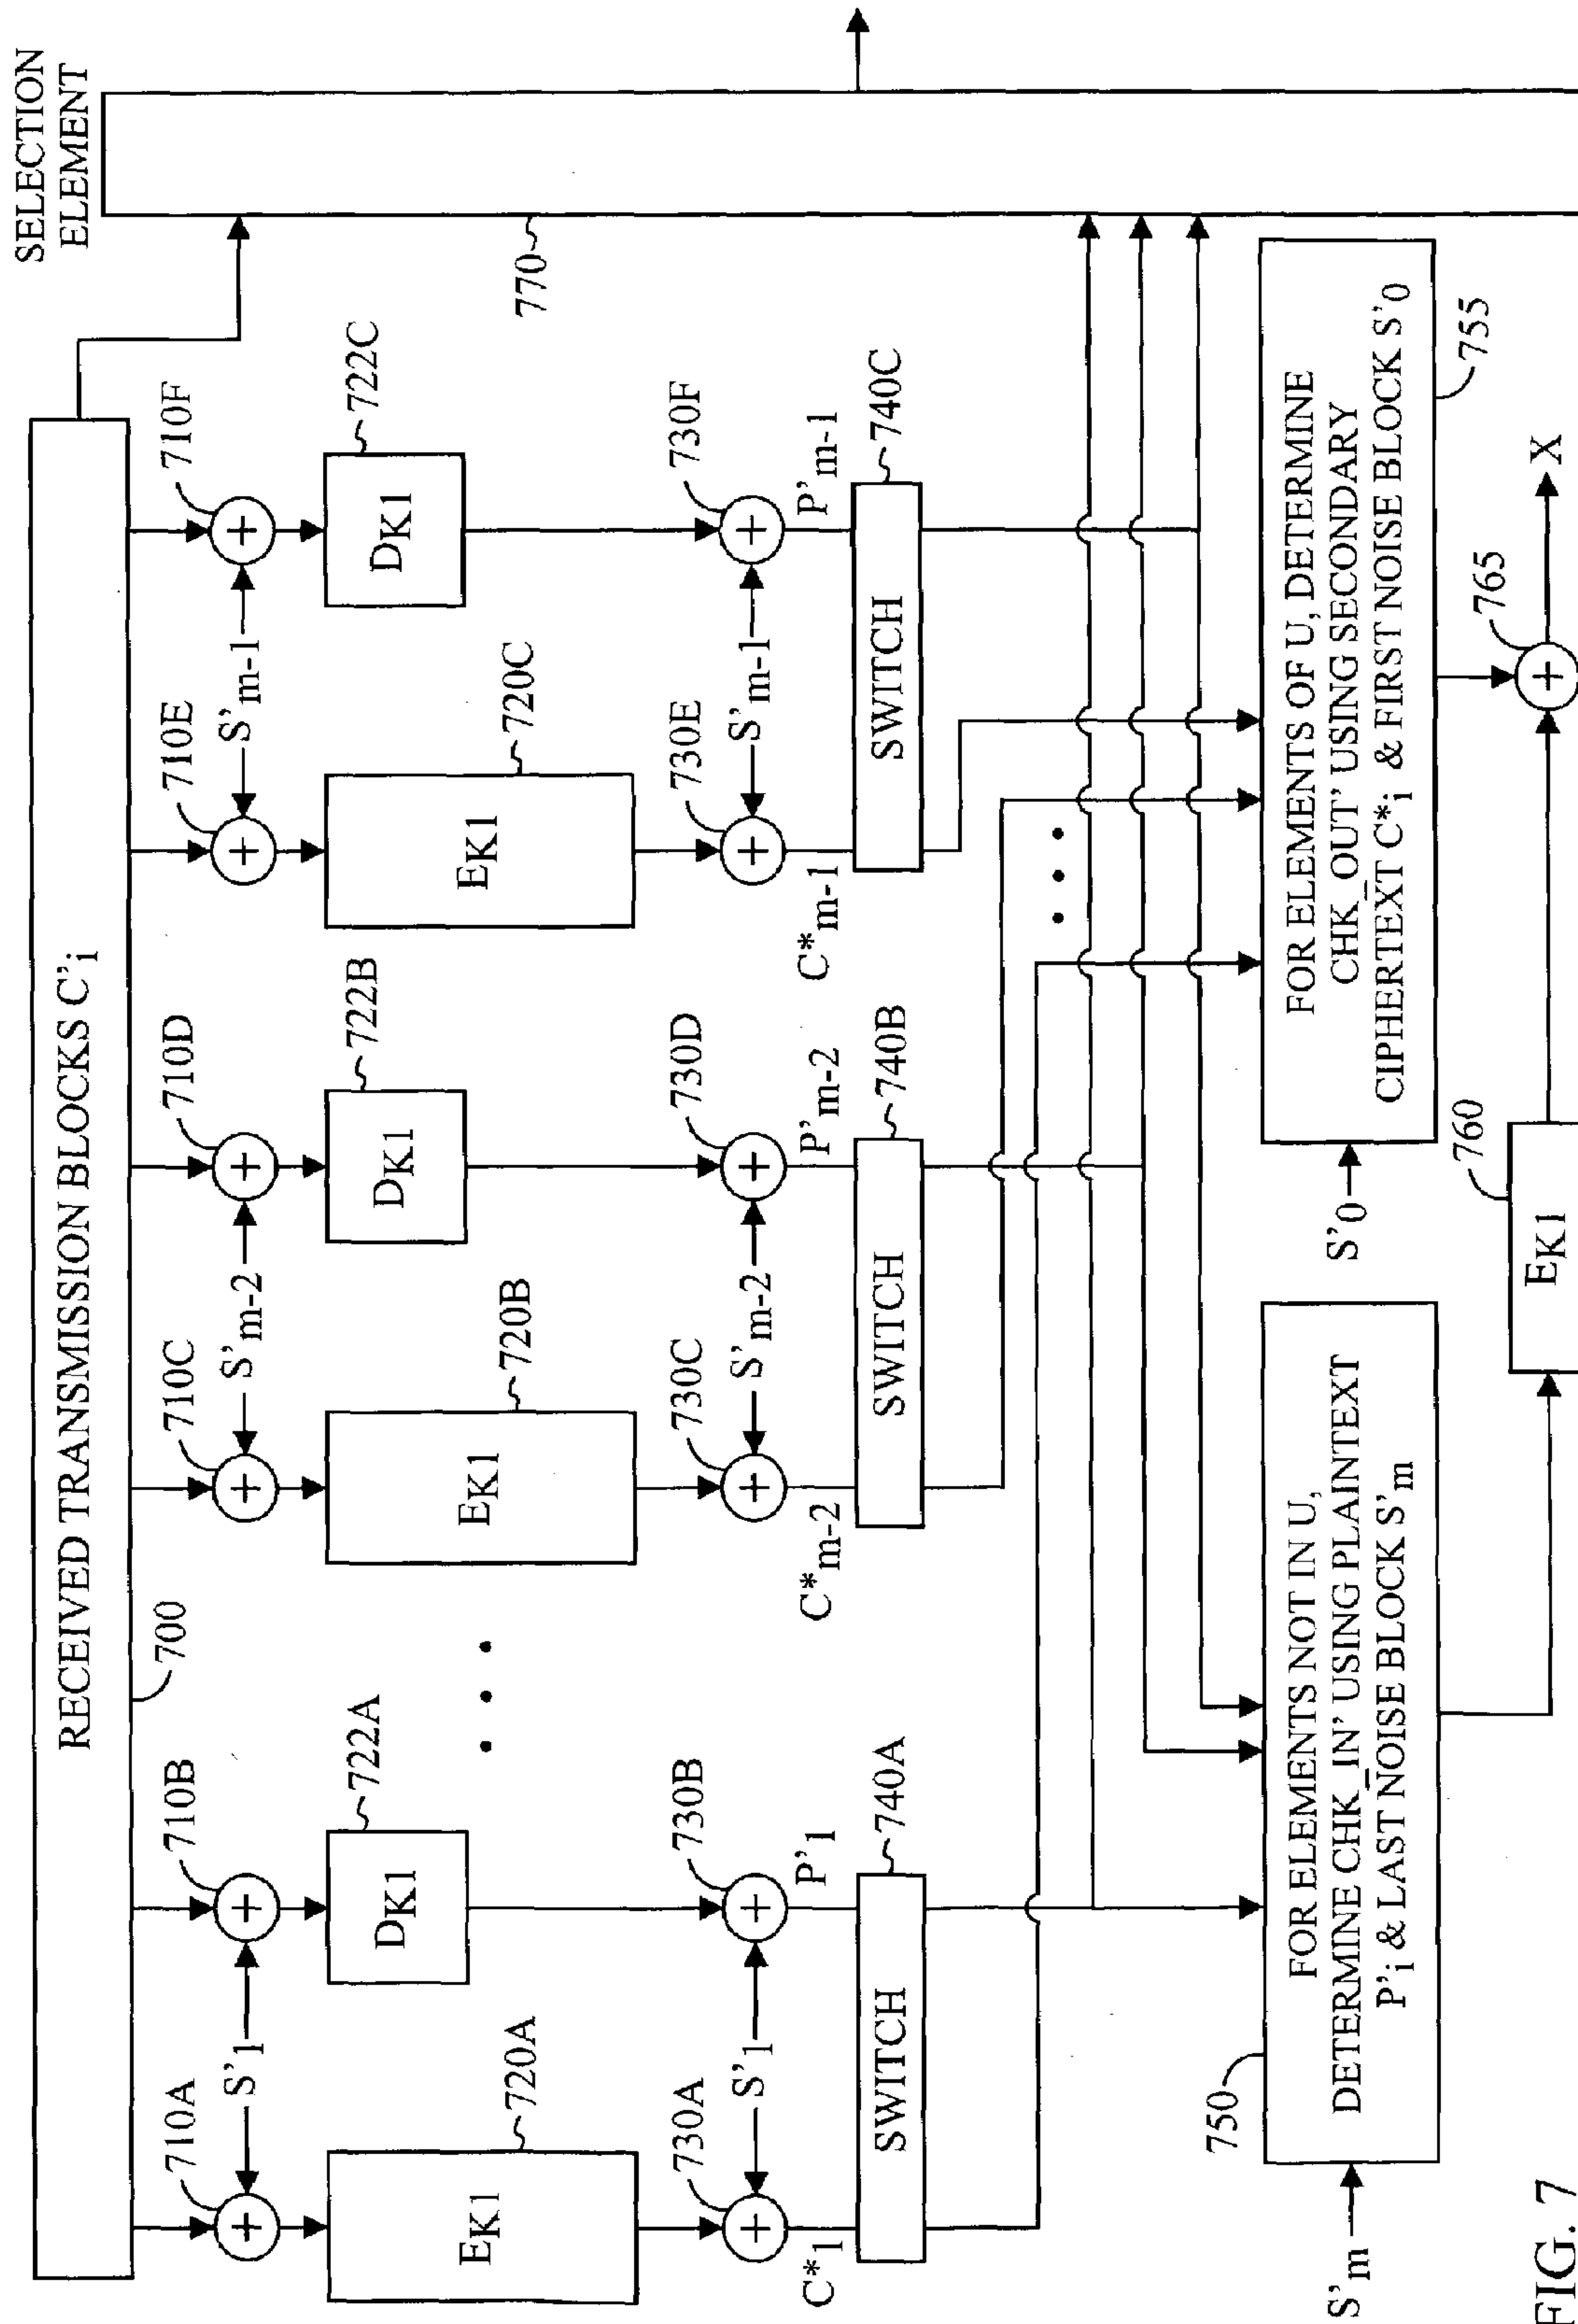 SELECTION
ELEMENT
RECEIVED TRANSMISSION BLOCKS C'i
700
770
710A
710B
710C
710D
710E
710F
S'1
S'm-2
S'm-1
EK1
720A
DK1
722A
EK1
720B
DK1
722B
EK1
720C
DK1
722C
730A
730B
730C
730D
730E
730F
S'1
S'm-2
S'm-1
C*1
P'1
C*m-2
P'm-2
C*m-1
P'm-1
SWITCH
740A
SWITCH
740B
SWITCH
740C
750
FOR ELEMENTS NOT IN U,
DETERMINE CHK_IN' USING PLAINTEXT
P'i & LAST NOISE BLOCK S'm
S'm
FOR ELEMENTS OF U, DETERMINE
CHK_OUT' USING SECONDARY
CIPHERTEXT C*i & FIRST NOISE BLOCK S'0
755
S'0
760
EK1
765
X
FIG. 7